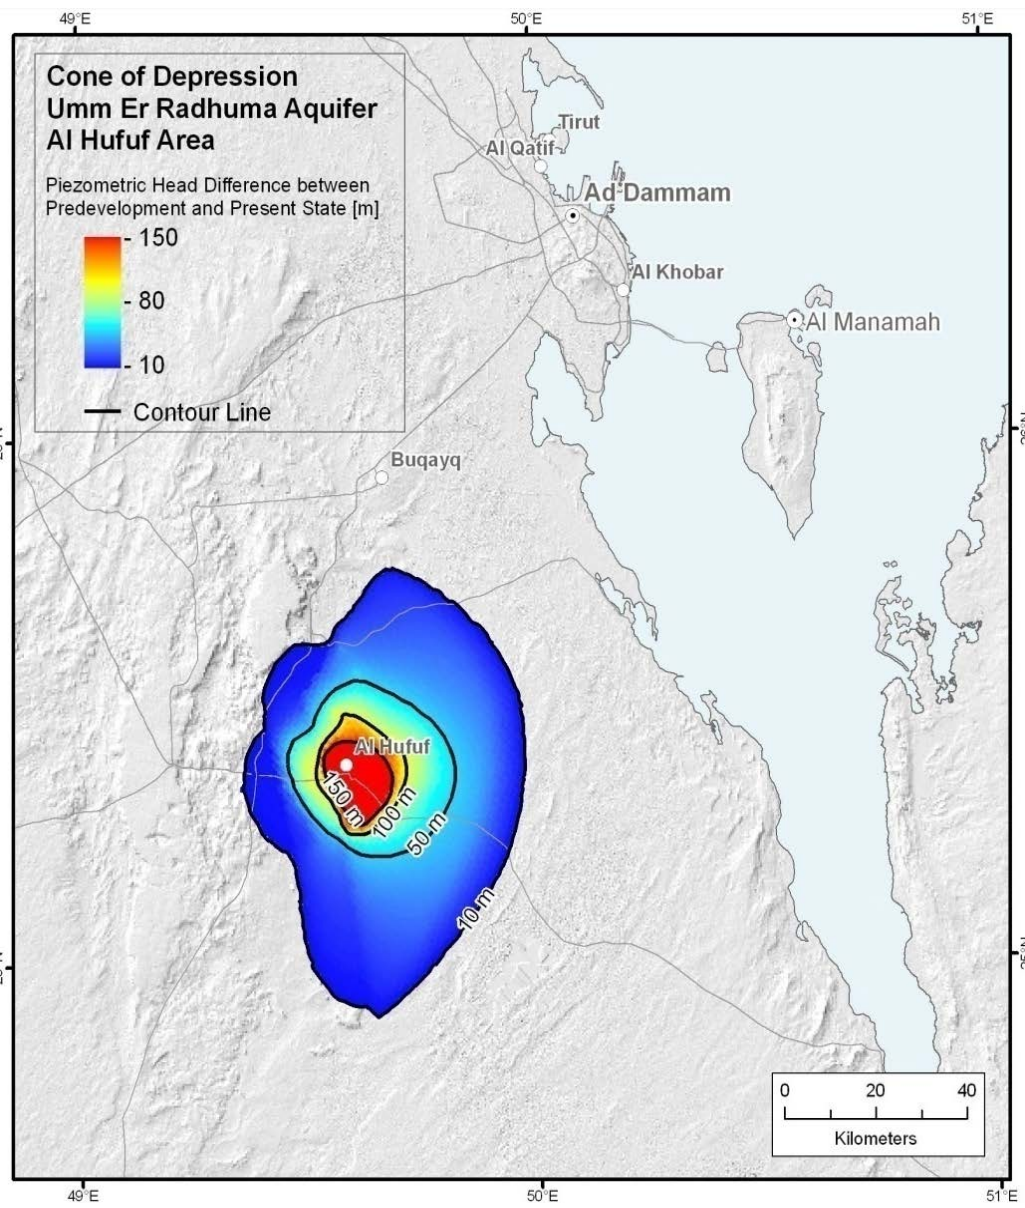 49°E
50°E
51°E
Cone of Depression
Umm Er Radhuma Aquifer
Al Hufuf Area
Piezometric Head Difference between
Predevelopment and Present State [m]
150
80
10
Contour Line
Tirut
Al Qatif
Ad Dammam
Al Khobar
Al Manamah
Buqayq
Al Hufuf
150 m
100 m
50 m
10 m
0 20 40
Kilometers
49°E
50°E
51°E